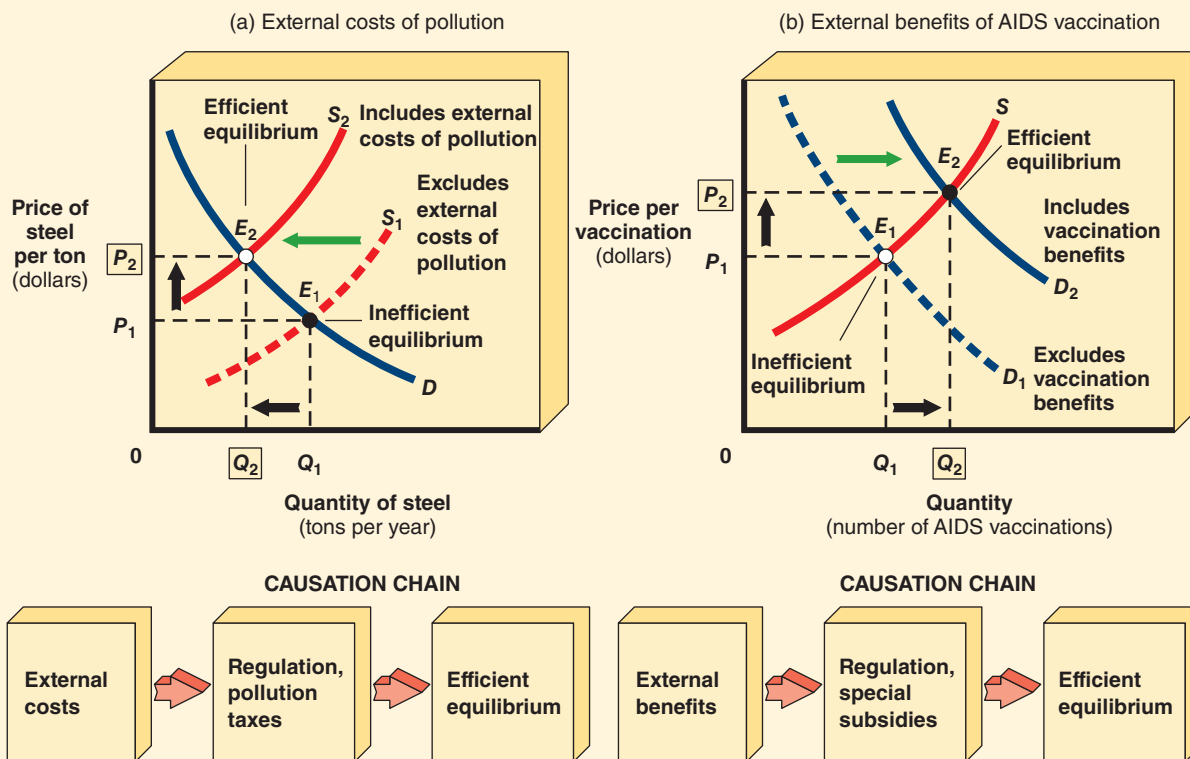 (a) External costs of pollution
Efficient
equilibrium
S2
Includes external
costs of pollution
Excludes
external
costs of
pollution
S1
Price of
steel
per ton
(dollars)
P2
P1
E2
E1
Inefficient
equilibrium
D
0
Q2
Q1
Quantity of steel
(tons per year)
(b) External benefits of AIDS vaccination
S
Efficient
equilibrium
E2
Price per
vaccination
(dollars)
P2
P1
E1
Includes
vaccination
benefits
D2
Inefficient
equilibrium
D1
Excludes
vaccination
benefits
0
Q1
Q2
Quantity
(number of AIDS vaccinations)
CAUSATION CHAIN
External
costs
Regulation,
pollution
taxes
Efficient
equilibrium
CAUSATION CHAIN
External
benefits
Regulation,
special
subsidies
Efficient
equilibrium